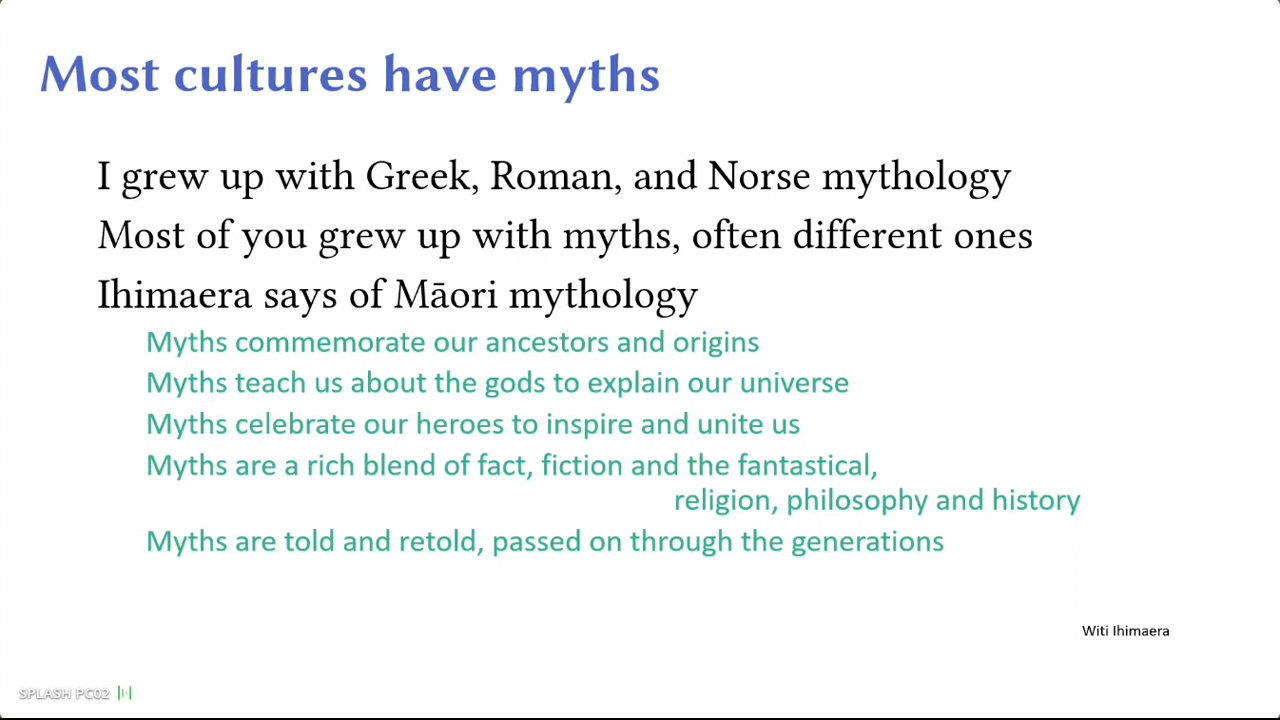 Most cultures have myths
I grew up with Greek, Roman, and Norse mythology
Most of you grew up with myths, often different ones
Ihimaera says of Māori mythology
Myths commemorate our ancestors and origins
Myths teach us about the gods to explain our universe
Myths celebrate our heroes to inspire and unite us
Myths are a rich blend of fact, fiction and the fantastical,
religion, philosophy and history
Myths are told and retold, passed on through the generations
Witi Ihimaera
SPLASH PC02